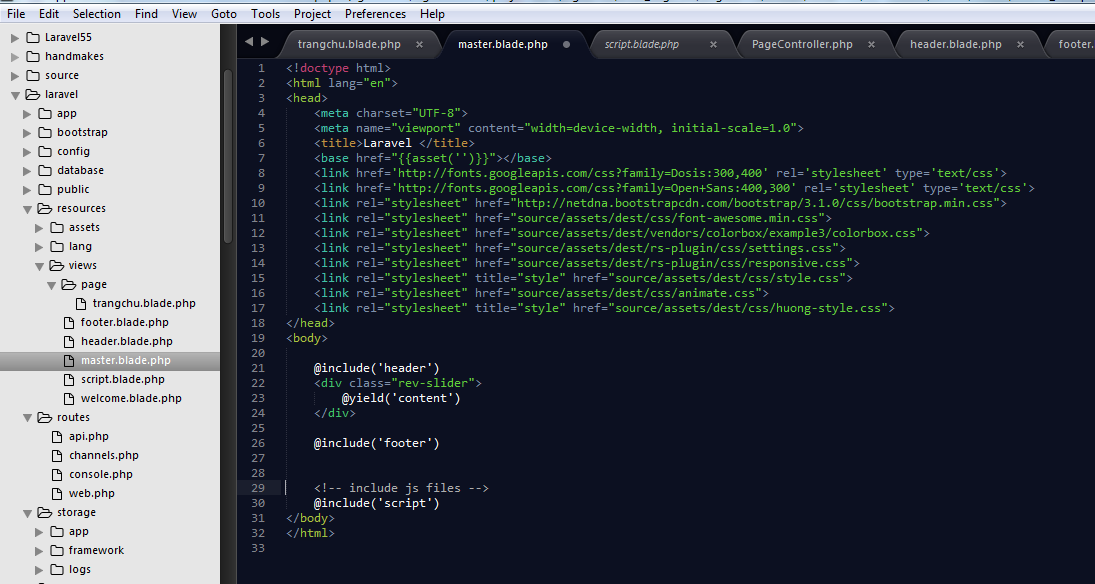 File Edit Selection Find View Goto Tools Project Preferences Help
Laravel55
handmakes
source
laravel
app
bootstrap
config
database
public
resources
assets
lang
views
page
trangchu.blade.php
footer.blade.php
header.blade.php
master.blade.php
script.blade.php
welcome.blade.php
routes
api.php
channels.php
console.php
web.php
storage
app
framework
logs
trangchu.blade.php × master.blade.php script.blade.php × PageController.php × header.blade.php × footer.
1 <!doctype html>
2 <html lang="en">
3 <head>
4 <meta charset="UTF-8">
5 <meta name="viewport" content="width=device-width, initial-scale=1.0">
6 <title>Laravel </title>
7 <base href="{{asset('')}}"></base>
8 <link href='http://fonts.googleapis.com/css?family=Dosis:300,400' rel='stylesheet' type='text/css'>
9 <link href='http://fonts.googleapis.com/css?family=Open+Sans:400,300' rel='stylesheet' type='text/css'>
10 <link rel="stylesheet" href="http://netdna.bootstrapcdn.com/bootstrap/3.1.0/css/bootstrap.min.css">
11 <link rel="stylesheet" href="source/assets/dest/css/font-awesome.min.css">
12 <link rel="stylesheet" href="source/assets/dest/vendors/colorbox/example3/colorbox.css">
13 <link rel="stylesheet" href="source/assets/dest/rs-plugin/css/settings.css">
14 <link rel="stylesheet" href="source/assets/dest/rs-plugin/css/responsive.css">
15 <link rel="stylesheet" title="style" href="source/assets/dest/css/style.css">
16 <link rel="stylesheet" href="source/assets/dest/css/animate.css">
17 <link rel="stylesheet" title="style" href="source/assets/dest/css/huong-style.css">
18 </head>
19 <body>
20
21 @include('header')
22 <div class="rev-slider">
23 @yield('content')
24 </div>
25
26 @include('footer')
27
28
29 <!-- include js files -->
30 @include('script')
31 </body>
32 </html>
33